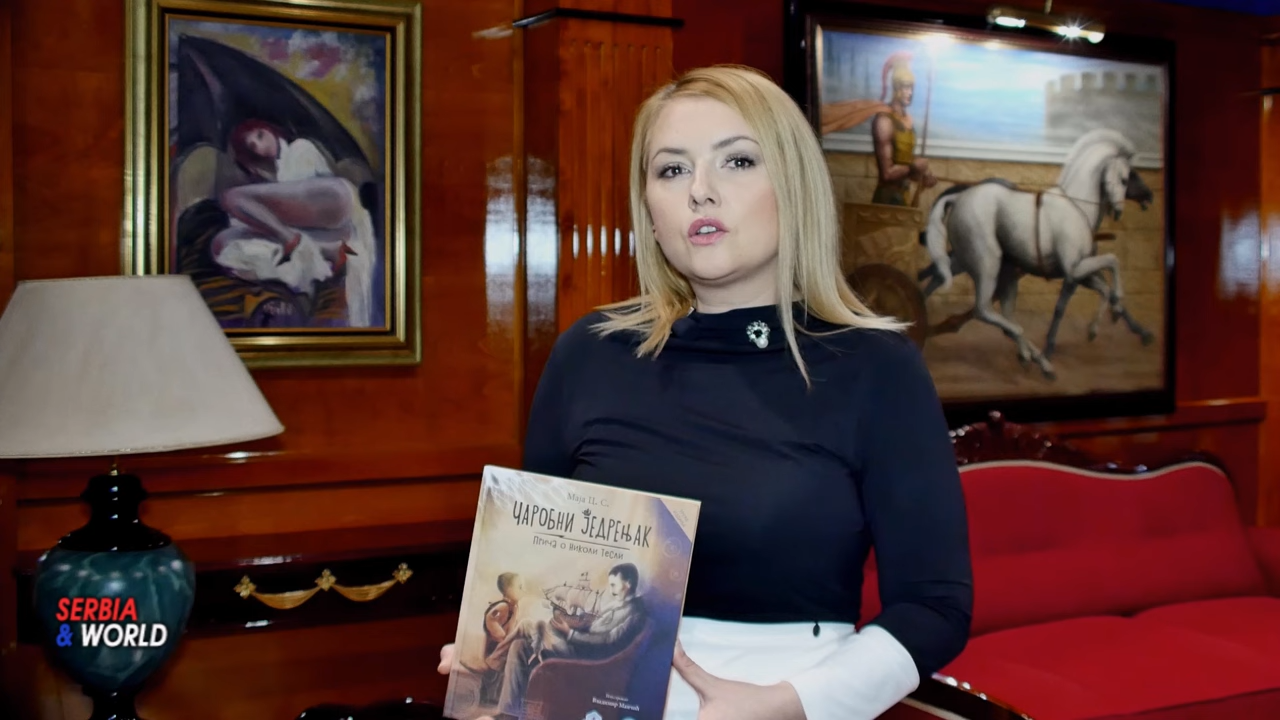 Маја Ц. С.
ЧАРОБНИ ЈЕДРЕЊАК
Прича о Николи Тесли
SERBIA
& WORLD